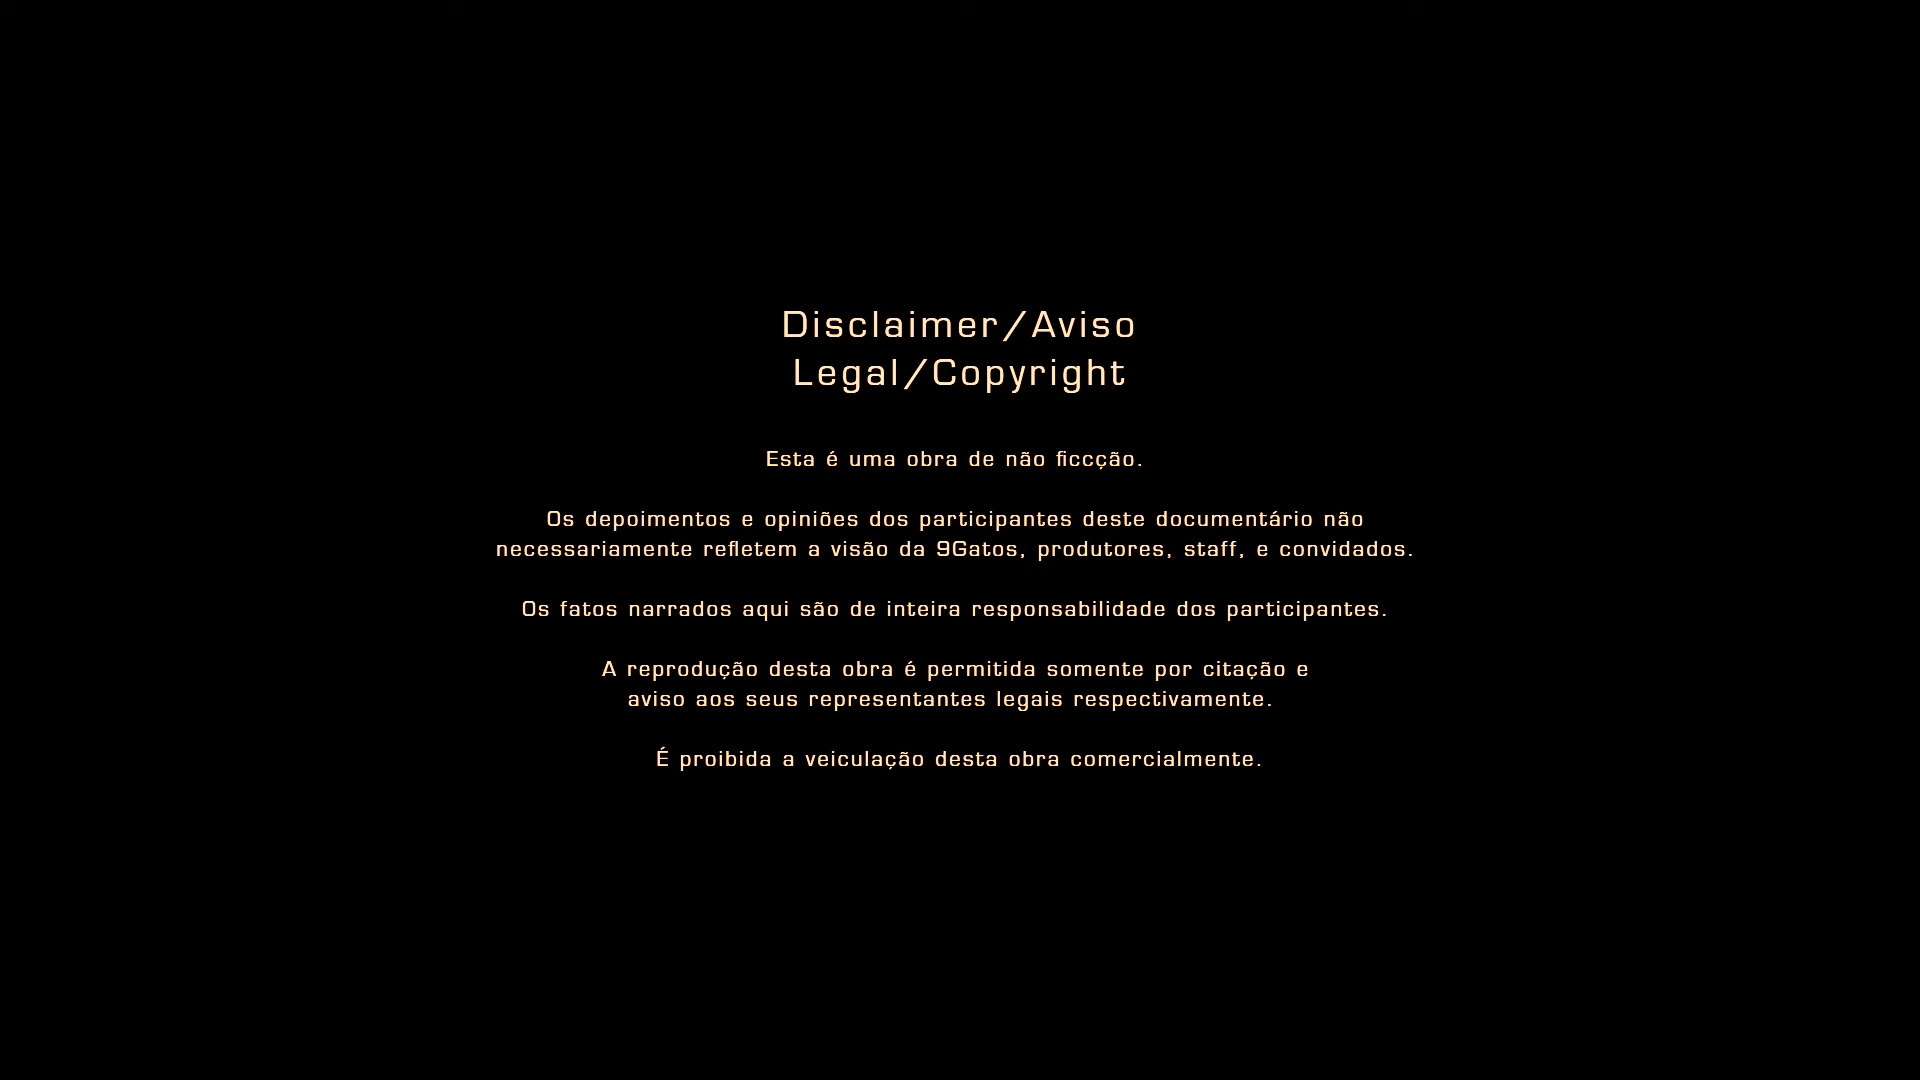 Disclaimer/Aviso
Legal/Copyright
Esta é uma obra de não ficcção.
Os depoimentos e opiniões dos participantes deste documentário não
necessariamente refletem a visão da 9Gatos, produtores, staff, e convidados.
Os fatos narrados aqui são de inteira responsabilidade dos participantes.
A reprodução desta obra é permitida somente por citação e
aviso aos seus representantes legais respectivamente.
É proibida a veiculação desta obra comercialmente.